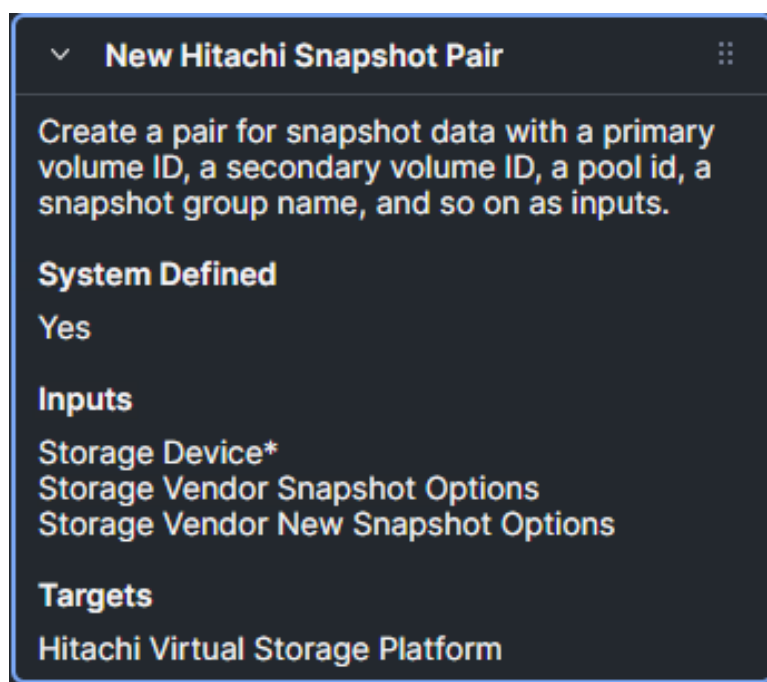 New Hitachi Snapshot Pair
Create a pair for snapshot data with a primary
volume ID, a secondary volume ID, a pool id, a
snapshot group name, and so on as inputs.
System Defined
Yes
Inputs
Storage Device*
Storage Vendor Snapshot Options
Storage Vendor New Snapshot Options
Targets
Hitachi Virtual Storage Platform